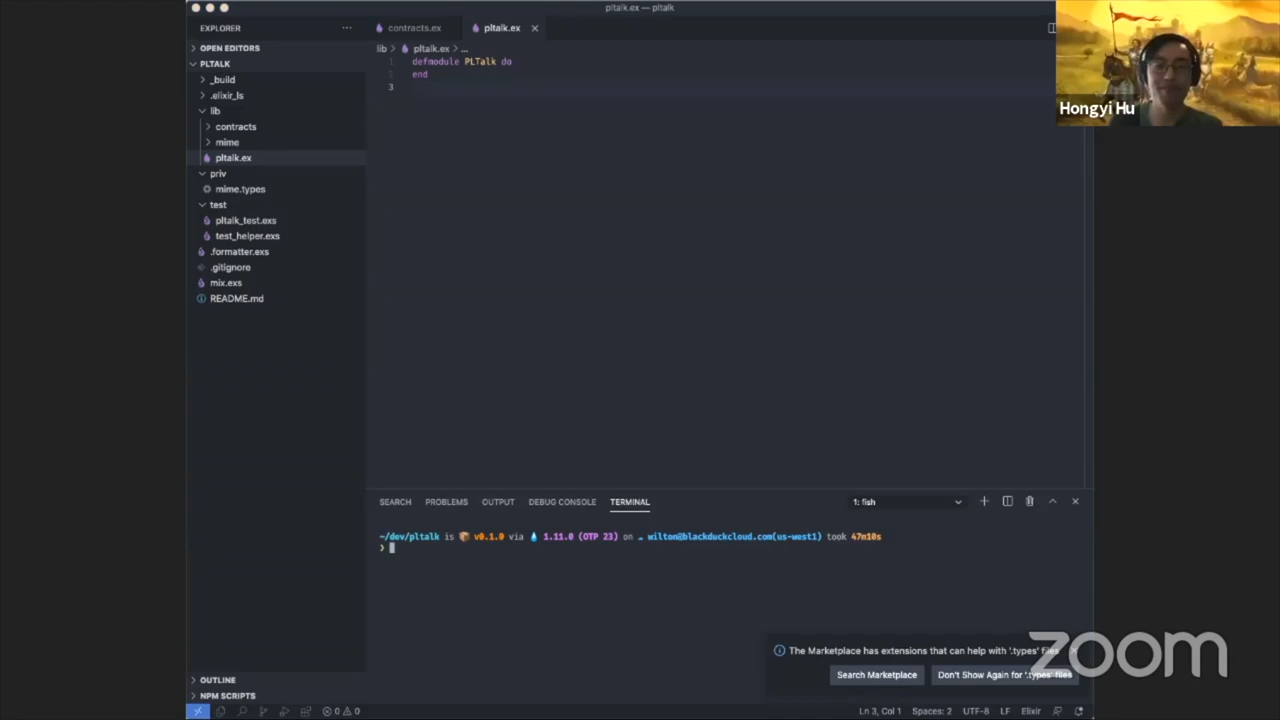 pltalk.ex — pltalk
EXPLORER ···
contracts.ex pltalk.ex
OPEN EDITORS
lib > pltalk.ex > ...
PLTALK
1 defmodule PLTalk do
2 end
3
_build
.elixir_ls
lib
contracts
mime
pltalk.ex
priv
mime.types
test
pltalk_test.exs
test_helper.exs
.formatter.exs
.gitignore
mix.exs
README.md
Hongyi Hu
SEARCH PROBLEMS OUTPUT DEBUG CONSOLE TERMINAL 1: fish
~/dev/pltalk is v0.1.0 via 1.11.0 (OTP 23) on wilton@blackduckcloud.com(us-west1) took 47m10s
❯
The Marketplace has extensions that can help with '.types' files
Search Marketplace Don't Show Again for '.types' files
zoom
OUTLINE
NPM SCRIPTS
0 0 Ln 3, Col 1 Spaces: 2 UTF-8 LF Elixir